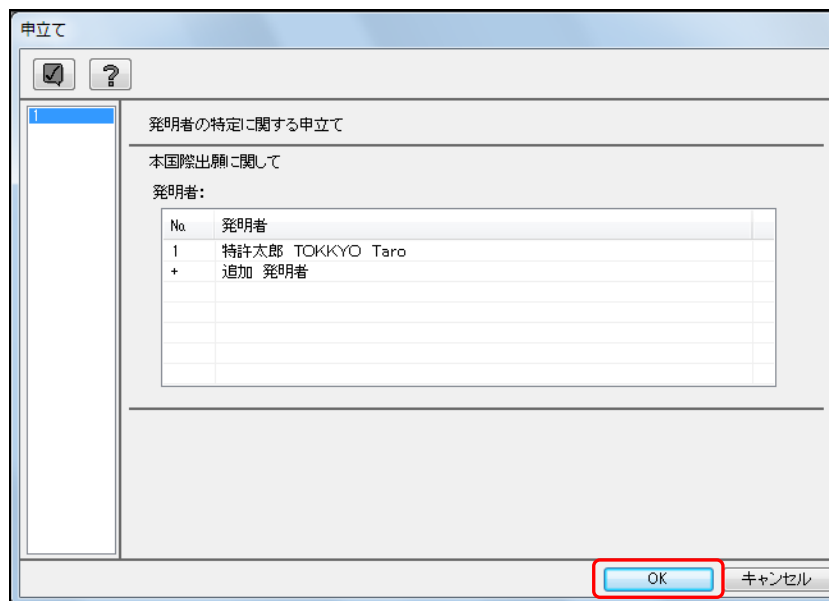 申立て
1
発明者の特定に関する申立て
本国際出願に関して
発明者:
No. 発明者
1 特許太郎 TOKKYO Taro
+ 追加 発明者
OK キャンセル